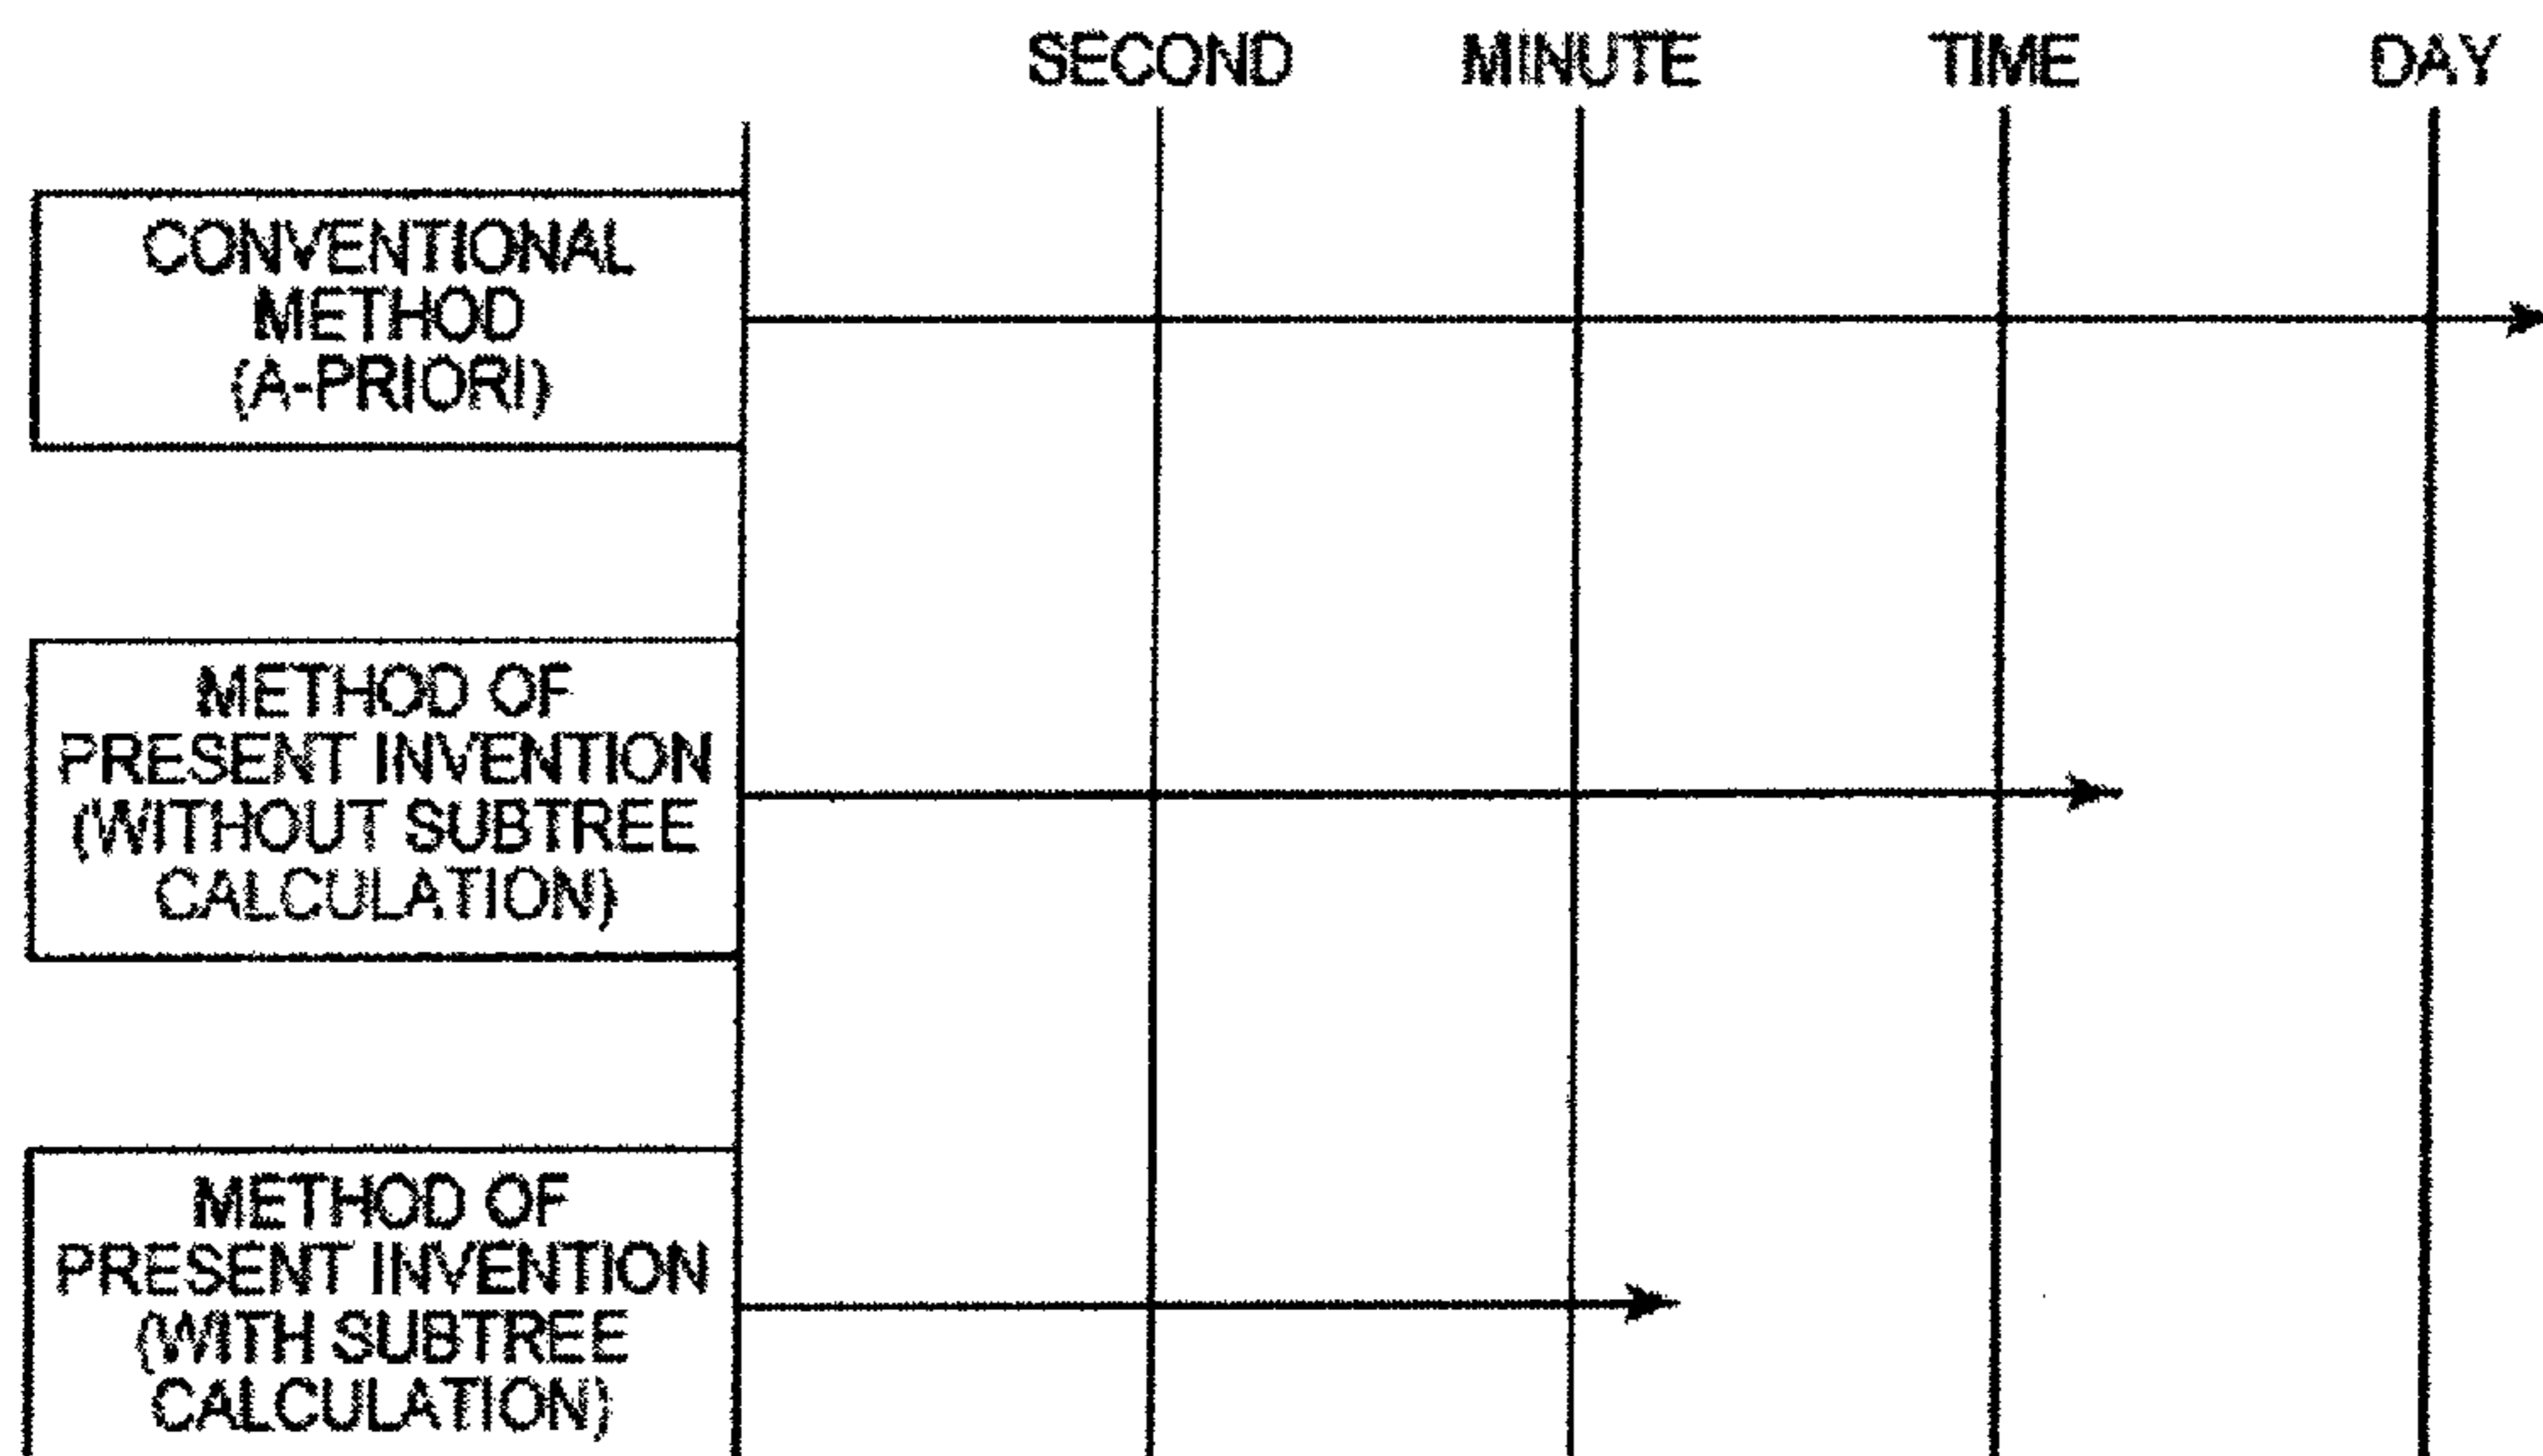 SECOND MINUTE TIME DAY
CONVENTIONAL
METHOD
(A-PRIORI)
METHOD OF
PRESENT INVENTION
(WITHOUT SUBTREE
CALCULATION)
METHOD OF
PRESENT INVENTION
(WITH SUBTREE
CALCULATION)